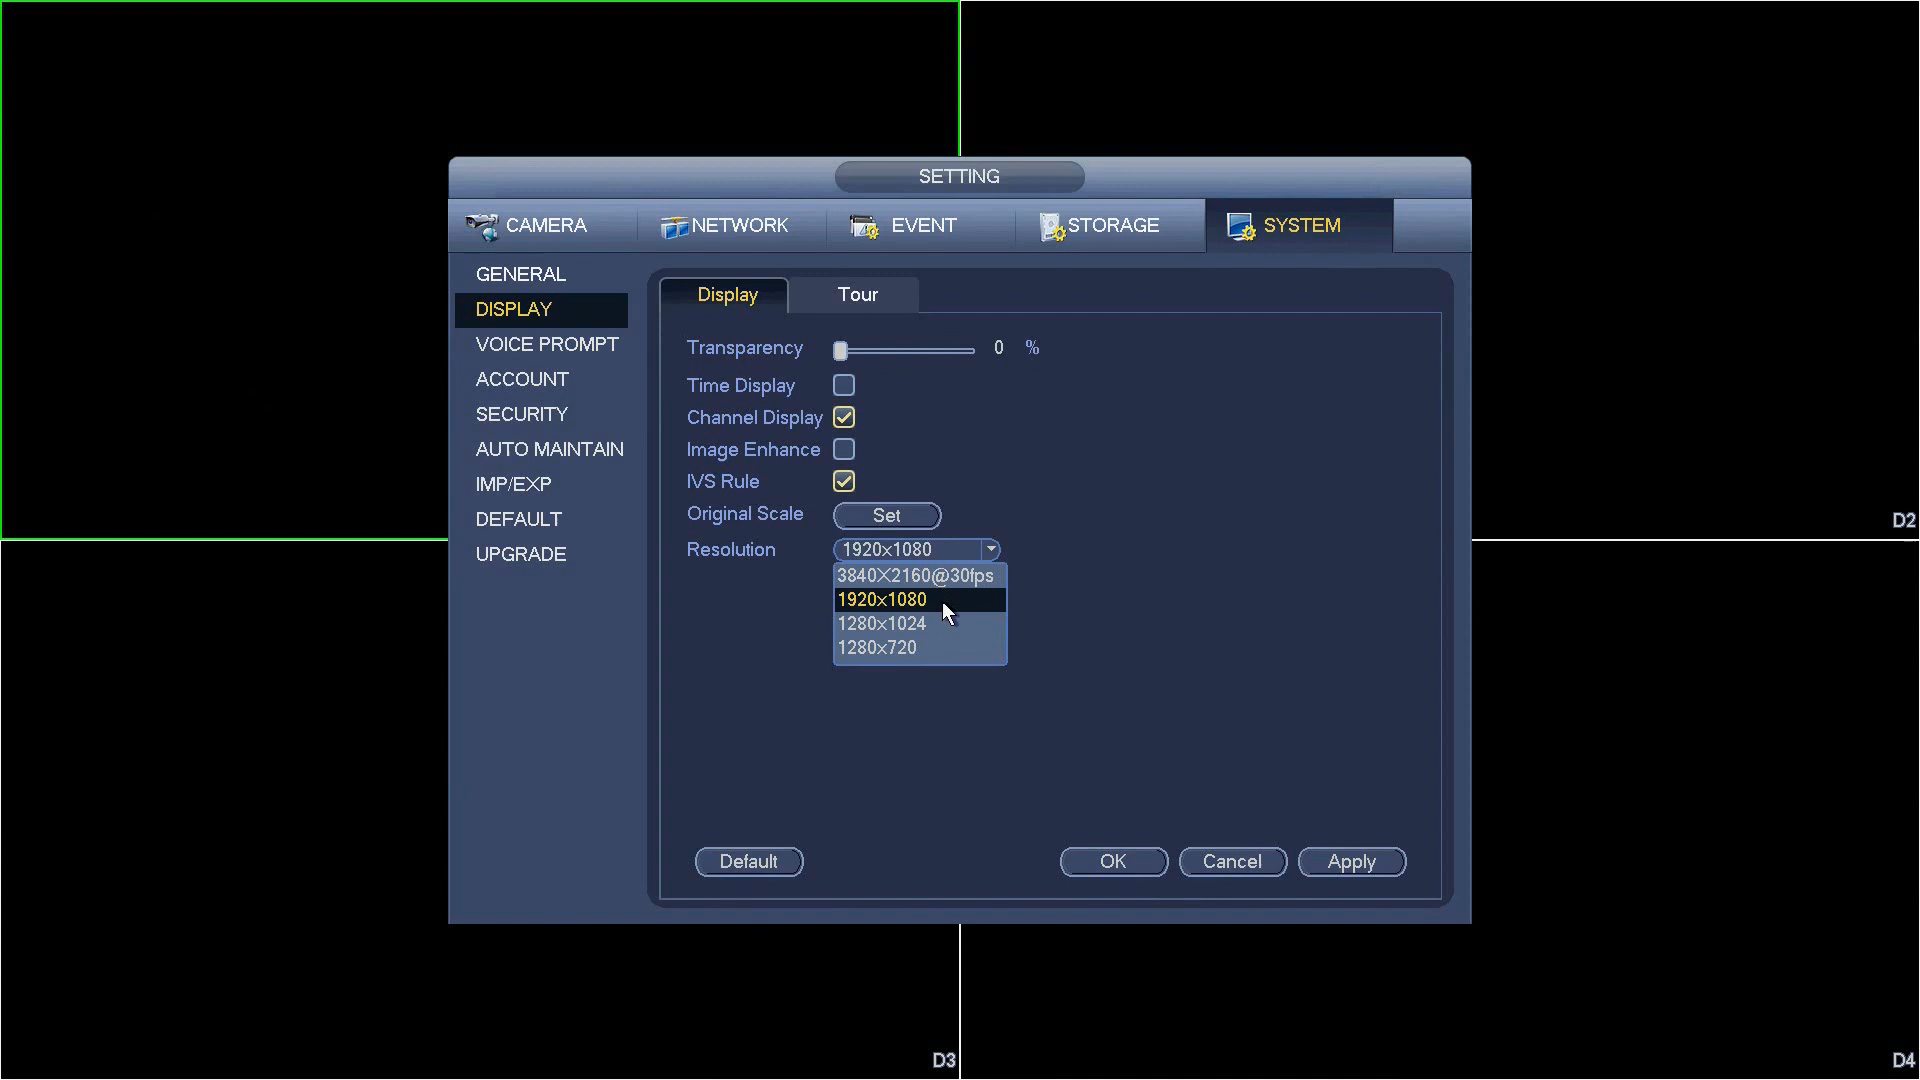 SETTING
CAMERA NETWORK EVENT STORAGE SYSTEM
GENERAL
DISPLAY
VOICE PROMPT
ACCOUNT
SECURITY
AUTO MAINTAIN
IMP/EXP
DEFAULT
UPGRADE
Display Tour
Transparency 0 %
Time Display
Channel Display
Image Enhance
IVS Rule
Original Scale Set
Resolution 1920x1080
3840X2160@30fps
1920x1080
1280x1024
1280x720
Default OK Cancel Apply
D2
D3
D4